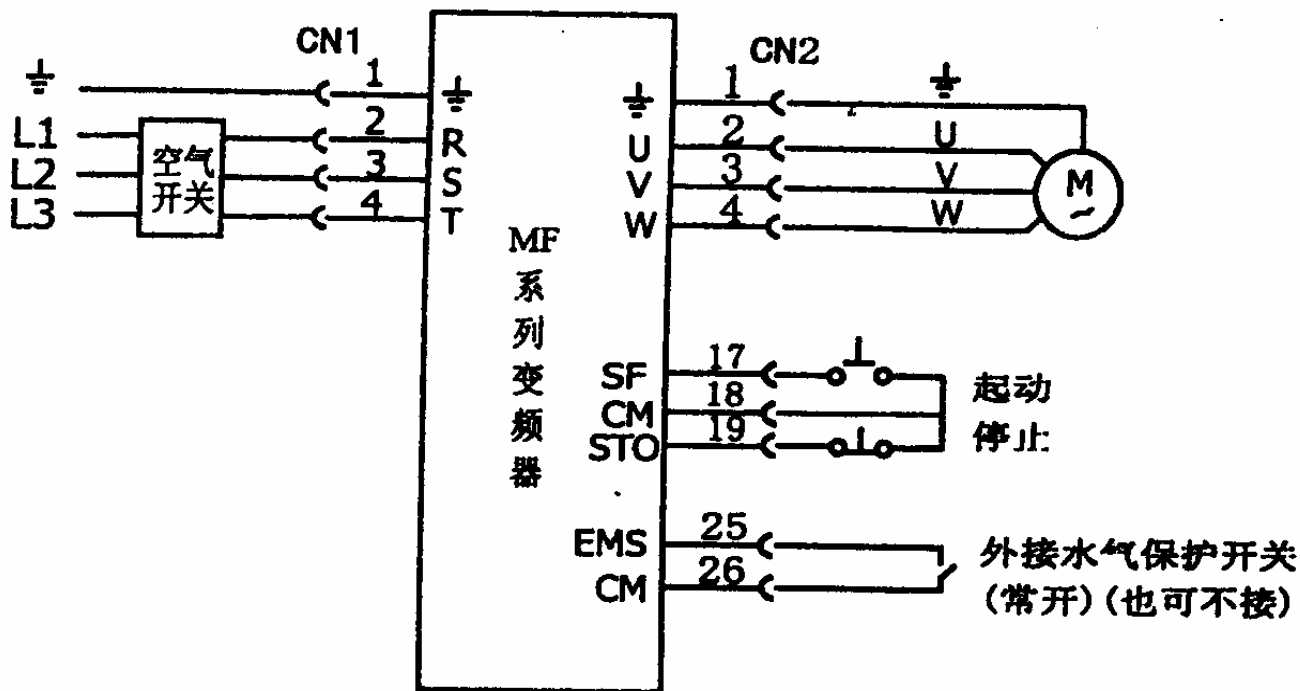 CN1
1
2
3
4
L1
L2
L3
空气
开关
R
S
T
MF
系
列
变
频
器
CN2
1
2
3
4
U
V
W
U
V
W
M
~
SF
CM
STO
17
18
19
起动
停止
EMS
CM
25
26
外接水气保护开关
(常开)(也可不接)